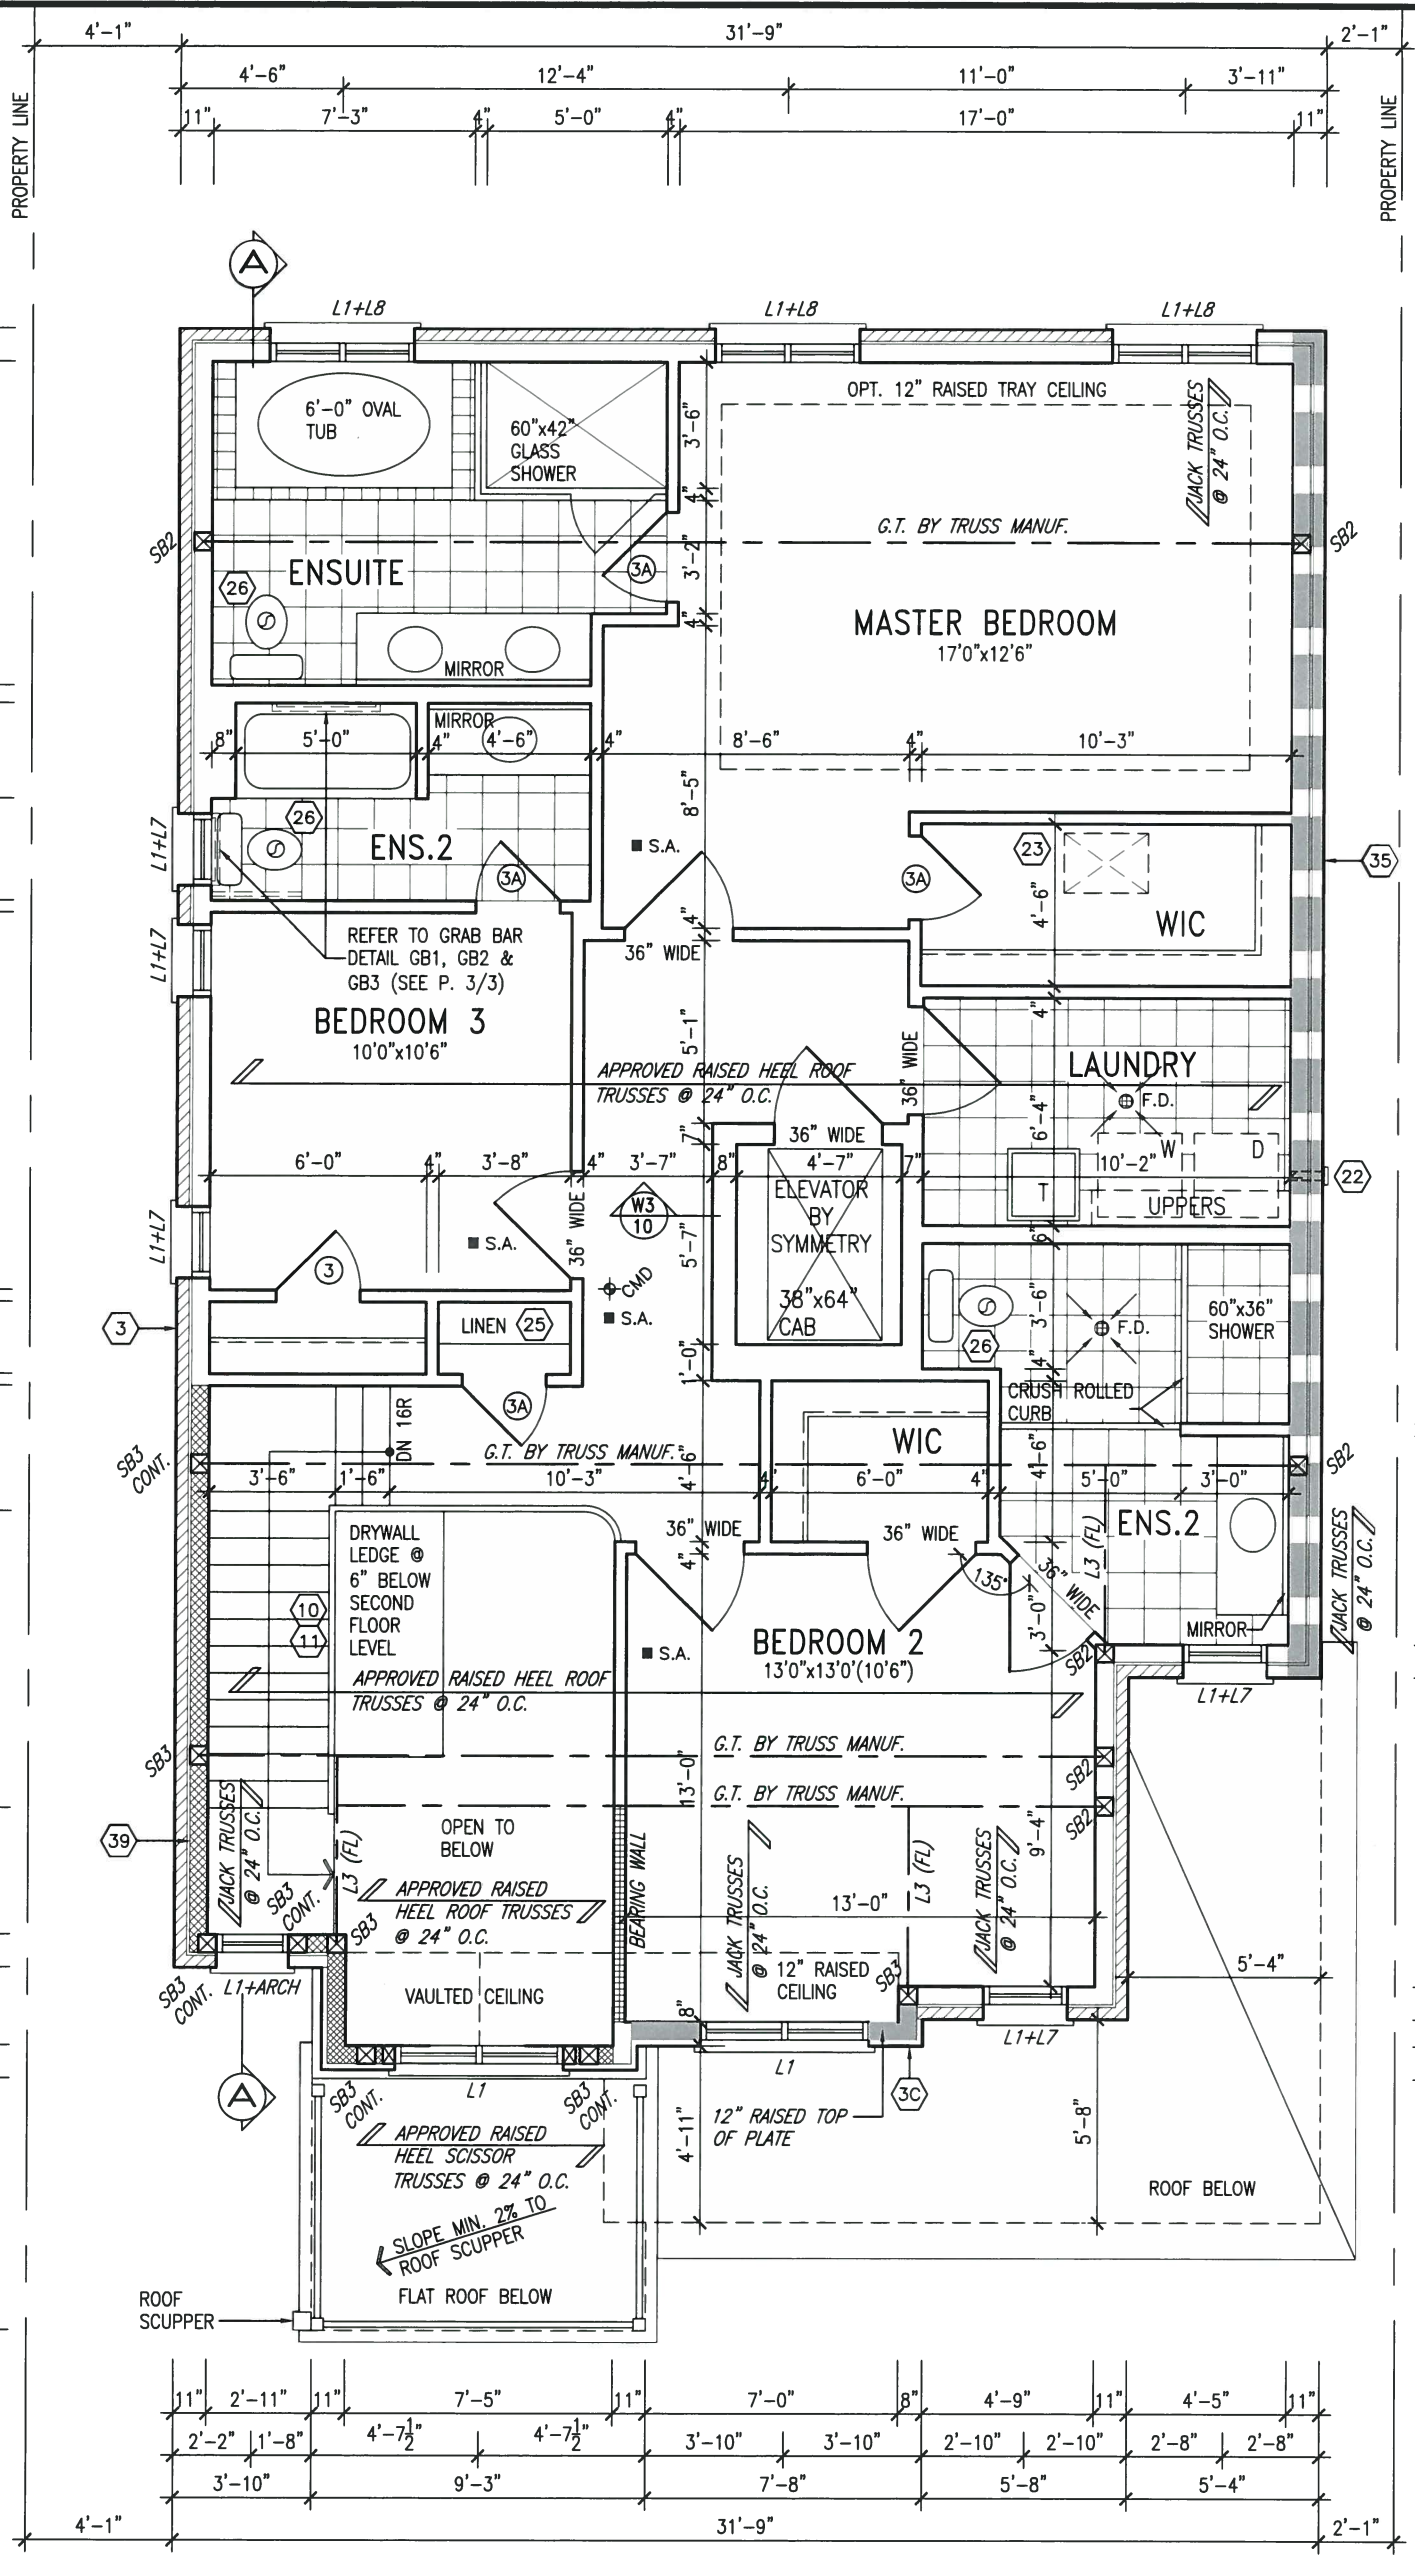 4'-1"
31'-9"
2'-1"
4'-6"
12'-4"
11'-0"
3'-11"
11"
7'-3"
4"
5'-0"
4"
17'-0"
11"
PROPERTY LINE
PROPERTY LINE
A
L1+L8
L1+L8
L1+L8
6'-0" OVAL
TUB
60"x42"
GLASS
SHOWER
3'-6"
OPT. 12" RAISED TRAY CEILING
JACK TRUSSES
@ 24" O.C.
4"
SB2
G.T. BY TRUSS MANUF.
SB2
ENSUITE
26
3A
3'-2"
4"
MASTER BEDROOM
17'0"x12'6"
MIRROR
MIRROR
8"
5'-0"
4"
4'-6"
4"
8'-6"
4"
10'-3"
8'-5"
L1+L7
26
ENS.2
S.A.
3A
3A
23
4'-6"
WIC
35
L1+L7
REFER TO GRAB BAR
DETAIL GB1, GB2 &
GB3 (SEE P. 3/3)
4"
36" WIDE
BEDROOM 3
10'0"x10'6"
5'-1"
36" WIDE
4"
LAUNDRY
APPROVED RAISED HEEL ROOF
TRUSSES @ 24" O.C.
F.D.
6'-4"
7"
36" WIDE
W
D
6'-0"
4"
3'-8"
4"
3'-7"
8"
4'-7"
7"
10'-2"
T
UPPERS
22
L1+L7
36" WIDE
W3
10
ELEVATOR
BY
SYMMETRY
38"x64"
CAB
5'-7"
6"
S.A.
3
CMD
S.A.
3
LINEN
25
3'-6"
26
F.D.
60"x36"
SHOWER
1'-0"
4"
CRUSH ROLLED
CURB
3A
DN 16R
WIC
SB3
CONT.
G.T. BY TRUSS MANUF.
4'-6"
4'-6"
SB2
3'-6"
1'-6"
10'-3"
4"
6'-0"
4"
5'-0"
3'-0"
DRYWALL
LEDGE @
6" BELOW
SECOND
FLOOR
LEVEL
36" WIDE
4"
36" WIDE
135°
36" WIDE
L3 (FL)
ENS.2
JACK TRUSSES
@ 24" O.C.
10
11
3'-0"
MIRROR
S.A.
BEDROOM 2
13'0"x13'0"(10'6")
SB2
APPROVED RAISED HEEL ROOF
TRUSSES @ 24" O.C.
L1+L7
SB3
G.T. BY TRUSS MANUF.
SB2
13'-0"
G.T. BY TRUSS MANUF.
SB2
JACK TRUSSES
@ 24" O.C.
OPEN TO
BELOW
39
L3 (FL)
BEARING WALL
JACK TRUSSES
@ 24" O.C.
L3 (FL)
JACK TRUSSES
@ 24" O.C.
9'-4"
SB3
CONT.
APPROVED RAISED
HEEL ROOF TRUSSES
@ 24" O.C.
13'-0"
SB3
5'-4"
12" RAISED
CEILING
SB3
SB3
CONT.
L1+ARCH
VAULTED CEILING
8"
L1+L7
L1
L1
A
SB3
CONT.
SB3
CONT.
3C
12" RAISED TOP
OF PLATE
4'-11"
5'-8"
APPROVED RAISED
HEEL SCISSOR
TRUSSES @ 24" O.C.
ROOF BELOW
SLOPE MIN. 2% TO
ROOF SCUPPER
FLAT ROOF BELOW
ROOF
SCUPPER
11"
2'-11"
11"
7'-5"
11"
7'-0"
8"
4'-9"
11"
4'-5"
11"
2'-2"
1'-8"
4'-7½"
4'-7½"
3'-10"
3'-10"
2'-10"
2'-10"
2'-8"
2'-8"
3'-10"
9'-3"
7'-8"
5'-8"
5'-4"
4'-1"
31'-9"
2'-1"